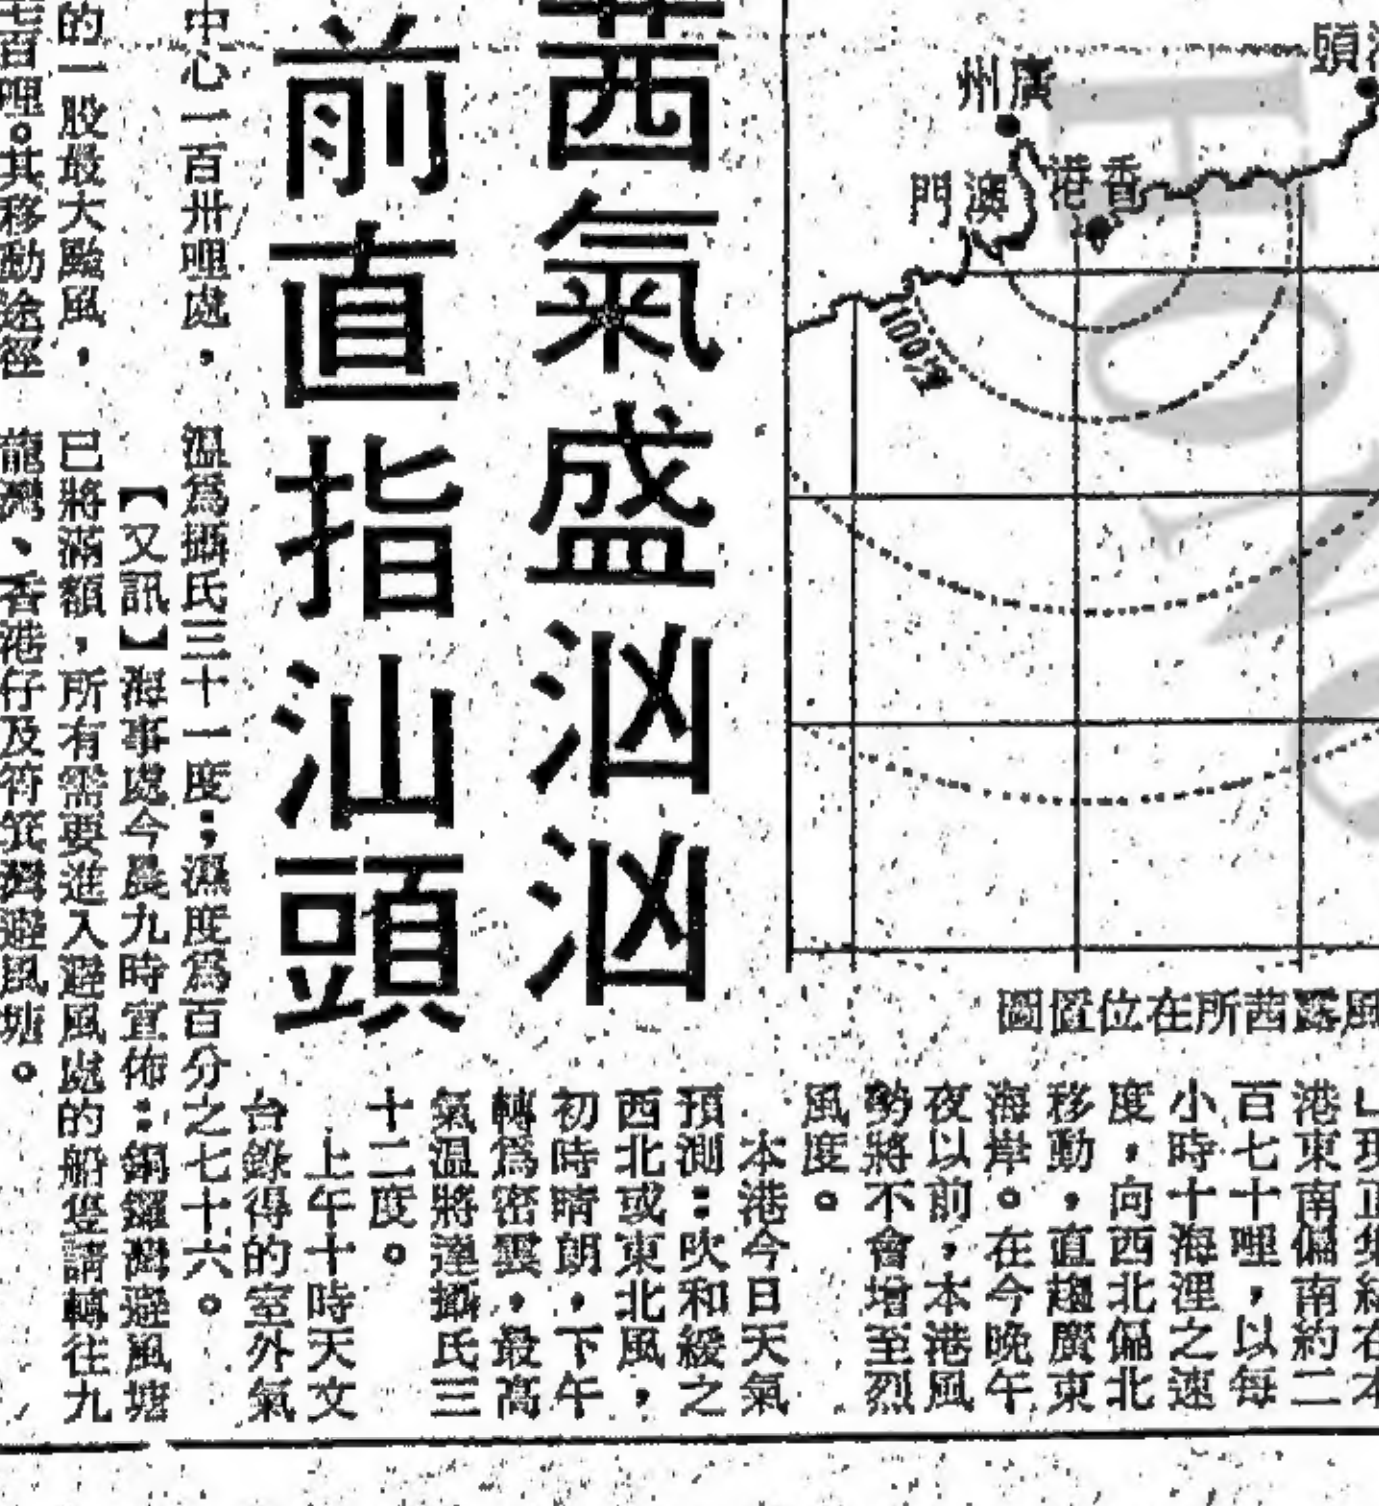 廣州
香港
澳門
100浬
風露茜所在位置圖
茜氣盛汹汹
前直指汕頭
港東南偏南約二
百七十哩，以每
小時十海浬之速
度，向西北偏北
移動，直趨廣東
海岸。在今晚午
夜以前，本港風
勢將不會增至烈
風度。
本港今日天氣
預測：吹和緩之
西北或東北風，
初時晴朗，下午
轉爲密雲，最高
氣溫將達攝氏三
十二度。
上午十時天文
台錄得的室外氣
中心一百卅哩處，
溫爲攝氏三十一度；濕度爲百分之七十六。
【又訊】海事處今晨九時宣佈：銅鑼灣避風塘
的一股最大颱風，
已將滿額，所有需要進入避風處的船隻請轉往九
百哩。其移動途徑
龍灣、香港仔及筲箕灣避風塘。